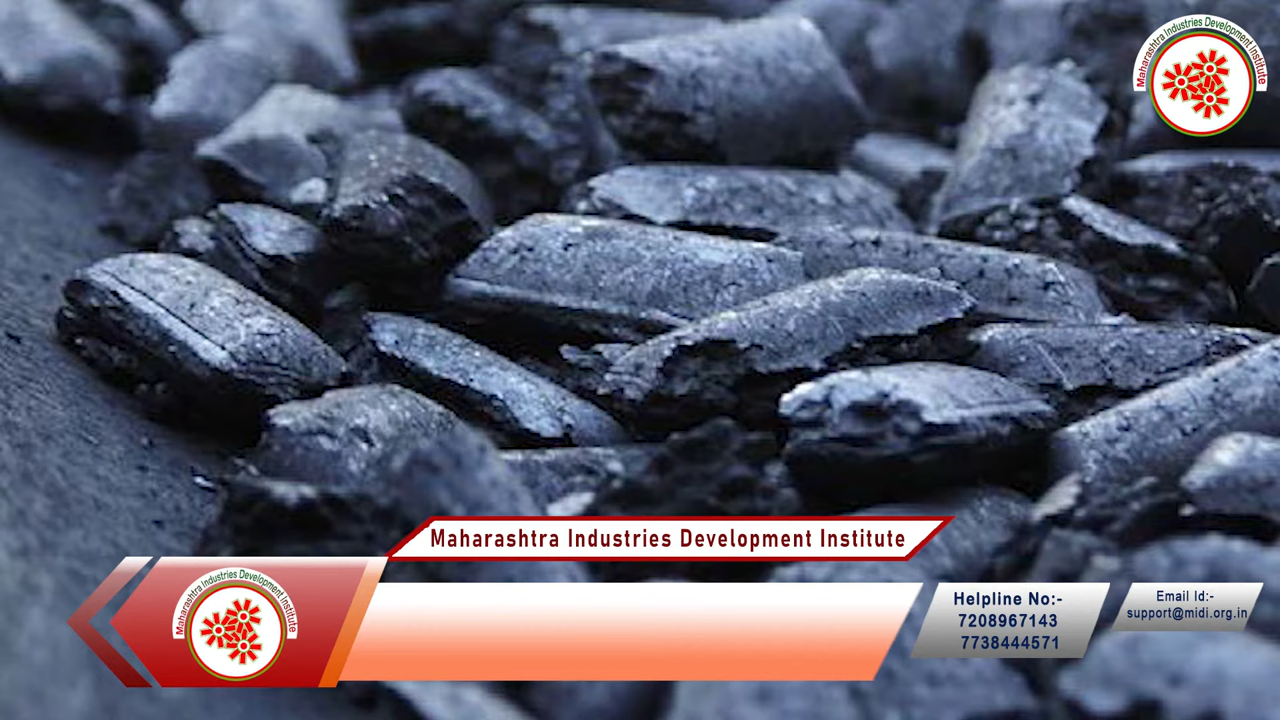 Maharashtra Industries Development Institute
Maharashtra Industries Development Institute
Maharashtra Industries Development Institute
Helpline No:-
7208967143
7738444571
Email Id:-
support@midi.org.in